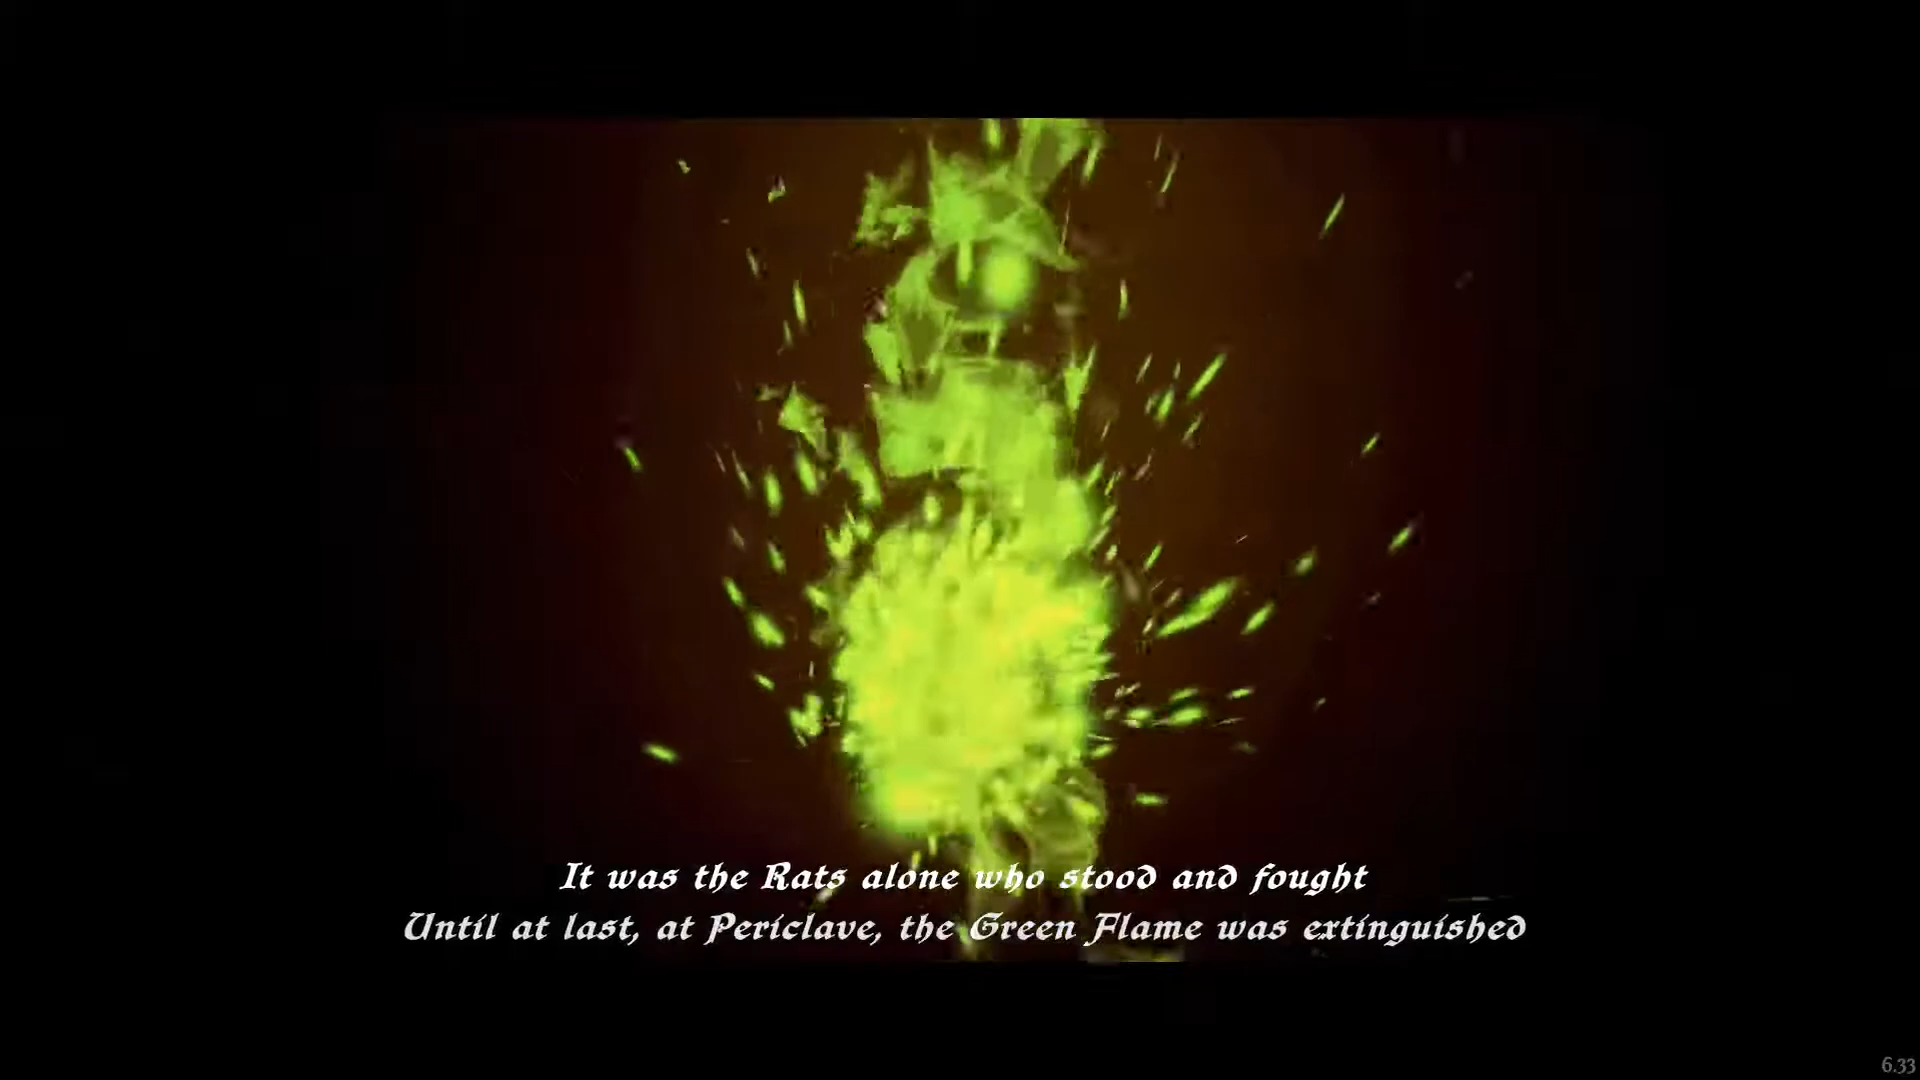 It was the Rats alone who stood and fought
Until at last, at Periclave, the Green Flame was extinguished
6.33